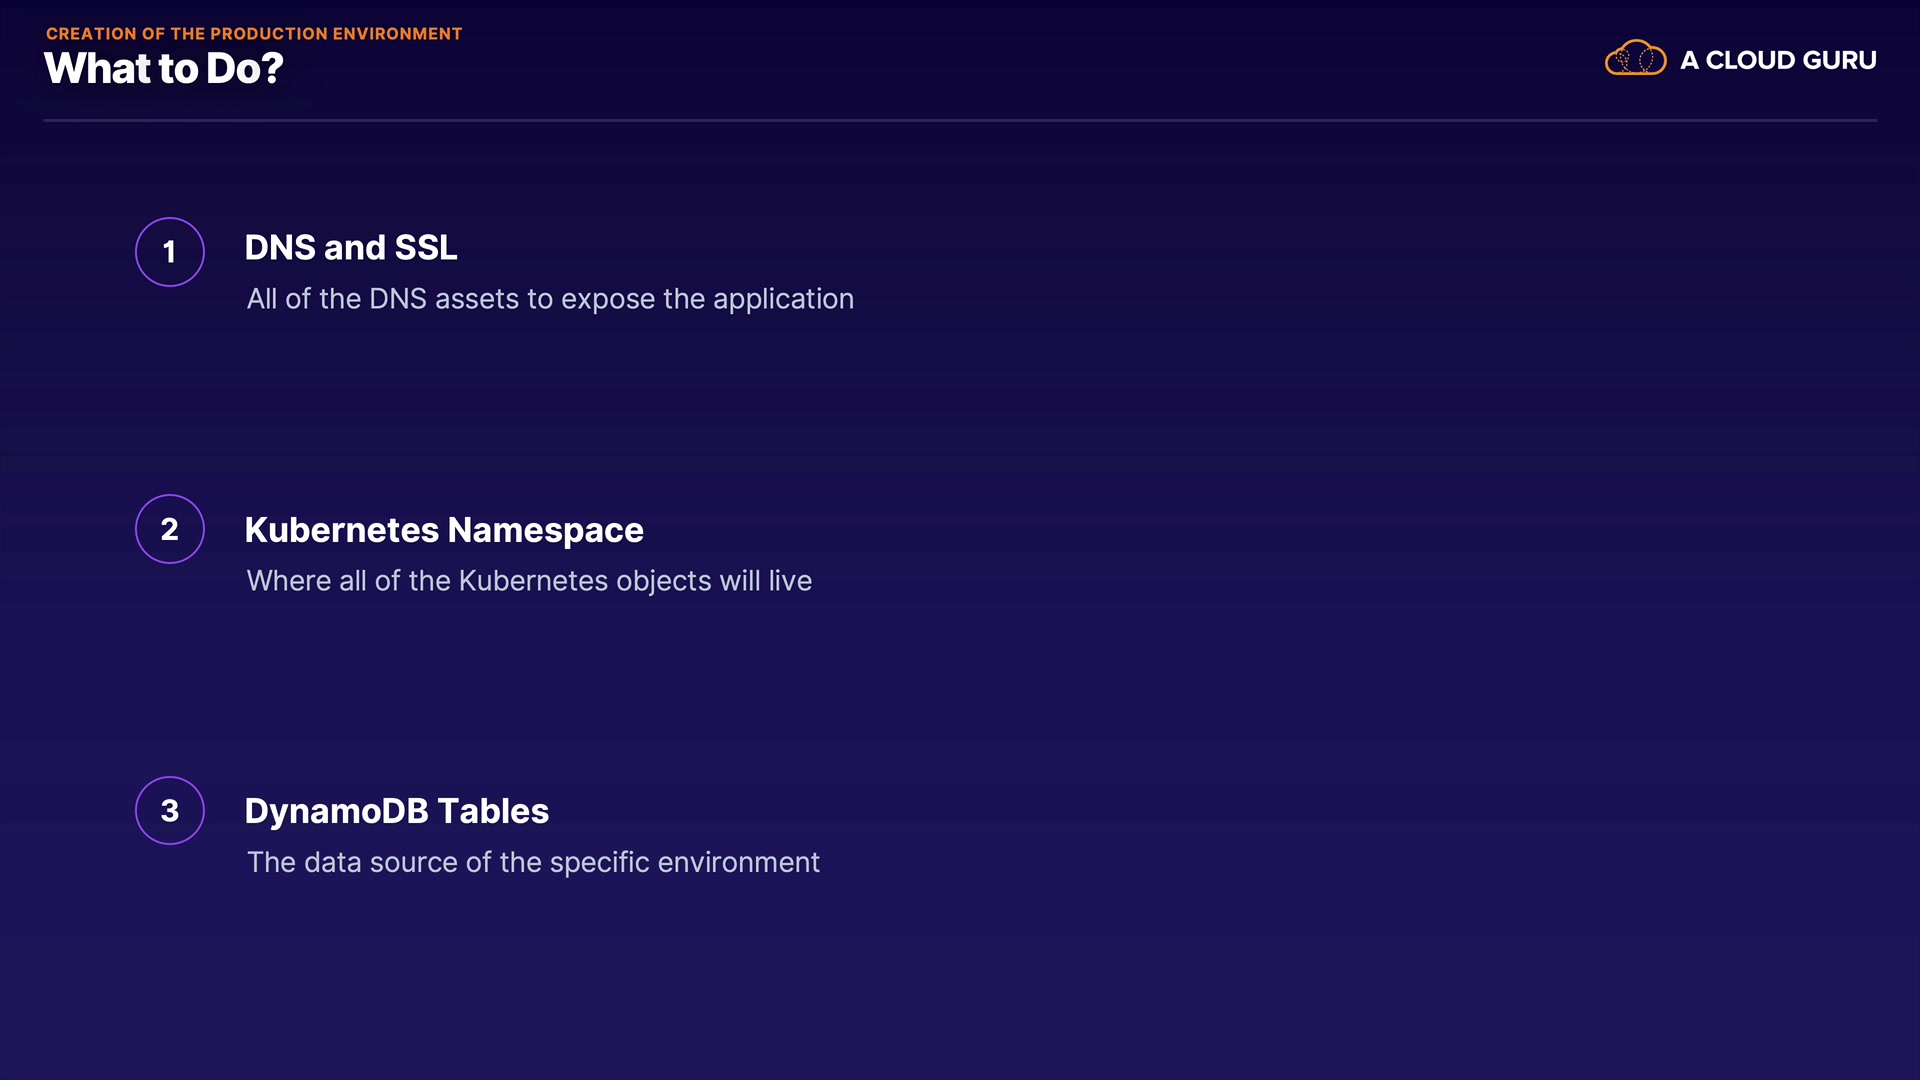 CREATION OF THE PRODUCTION ENVIRONMENT
What to Do?
A CLOUD GURU
1
DNS and SSL
All of the DNS assets to expose the application
2
Kubernetes Namespace
Where all of the Kubernetes objects will live
3
DynamoDB Tables
The data source of the specific environment